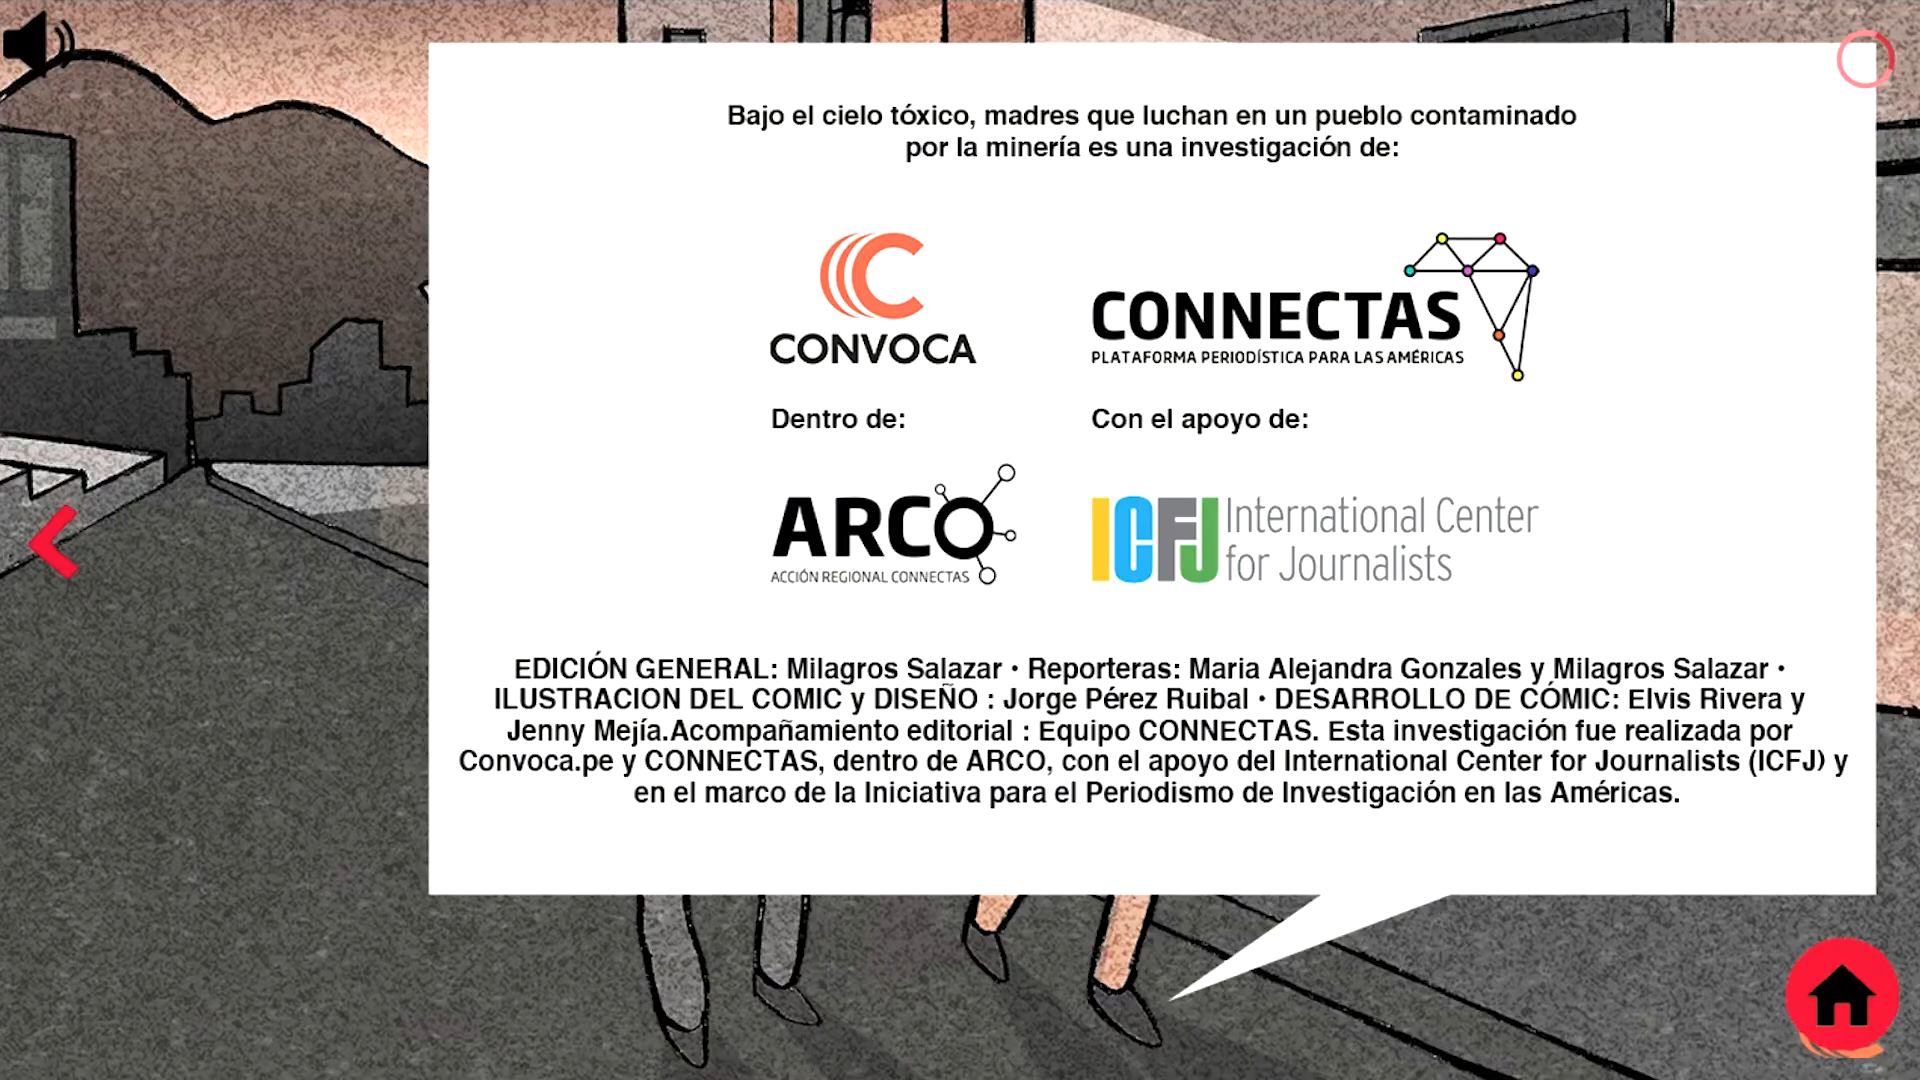 Bajo el cielo tóxico, madres que luchan en un pueblo contaminado
por la minería es una investigación de:
CONVOCA
CONNECTAS
PLATAFORMA PERIODÍSTICA PARA LAS AMÉRICAS
Dentro de:
Con el apoyo de:
ARCO
ACCIÓN REGIONAL CONNECTAS
ICFJ International Center
for Journalists
EDICIÓN GENERAL: Milagros Salazar • Reporteras: Maria Alejandra Gonzales y Milagros Salazar •
ILUSTRACION DEL COMIC y DISEÑO : Jorge Pérez Ruibal • DESARROLLO DE CÓMIC: Elvis Rivera y
Jenny Mejía.Acompañamiento editorial : Equipo CONNECTAS. Esta investigación fue realizada por
Convoca.pe y CONNECTAS, dentro de ARCO, con el apoyo del International Center for Journalists (ICFJ) y
en el marco de la Iniciativa para el Periodismo de Investigación en las Américas.